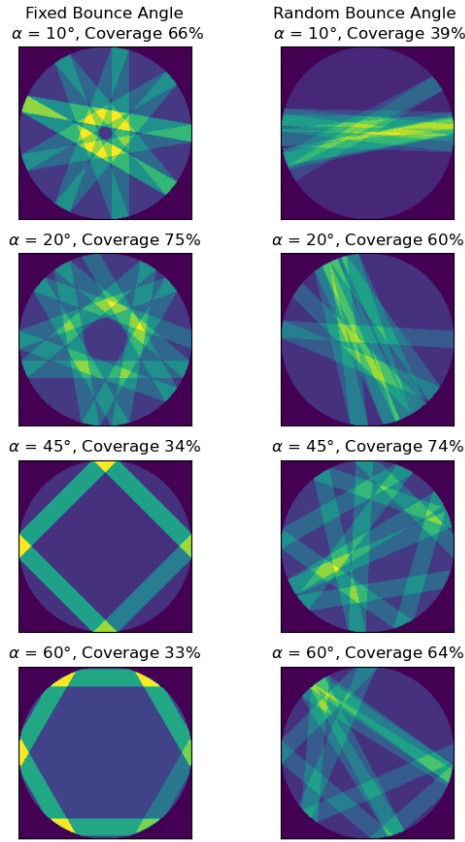 Fixed Bounce Angle
α = 10°, Coverage 66%
Random Bounce Angle
α = 10°, Coverage 39%
α = 20°, Coverage 75%
α = 20°, Coverage 60%
α = 45°, Coverage 34%
α = 45°, Coverage 74%
α = 60°, Coverage 33%
α = 60°, Coverage 64%